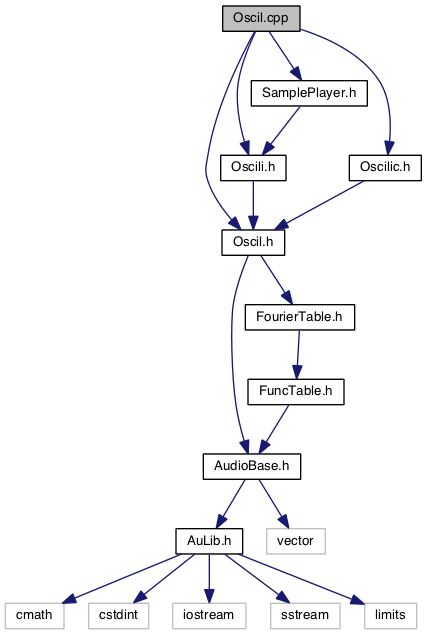 Oscil.cpp
SamplePlayer.h
Oscili.h
Oscilic.h
Oscil.h
FourierTable.h
FuncTable.h
AudioBase.h
AuLib.h
vector
cmath
cstdint
iostream
sstream
limits